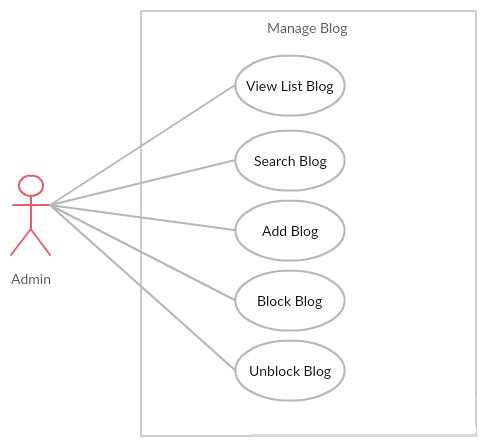 Manage Blog
View List Blog
Search Blog
Add Blog
Block Blog
Unblock Blog
Admin